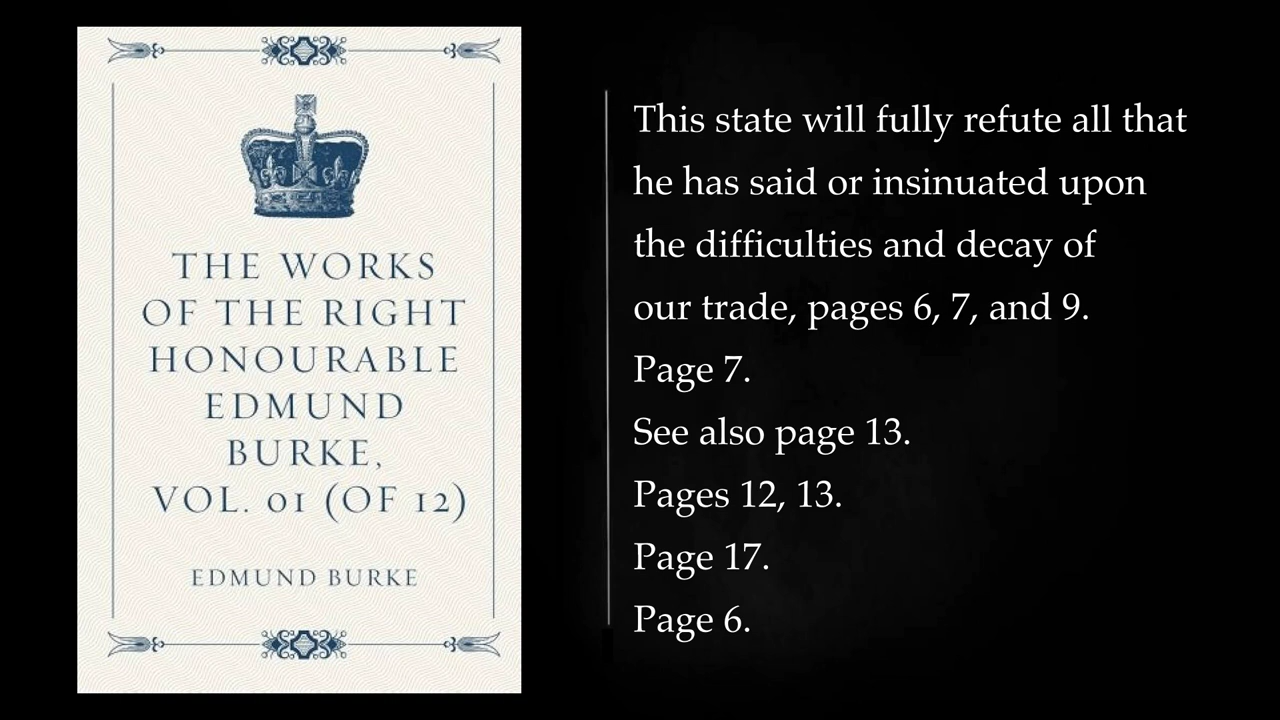 THE WORKS
OF THE RIGHT
HONOURABLE
EDMUND
BURKE,
VOL. 01 (OF 12)
EDMUND BURKE
This state will fully refute all that
he has said or insinuated upon
the difficulties and decay of
our trade, pages 6, 7, and 9.
Page 7.
See also page 13.
Pages 12, 13.
Page 17.
Page 6.